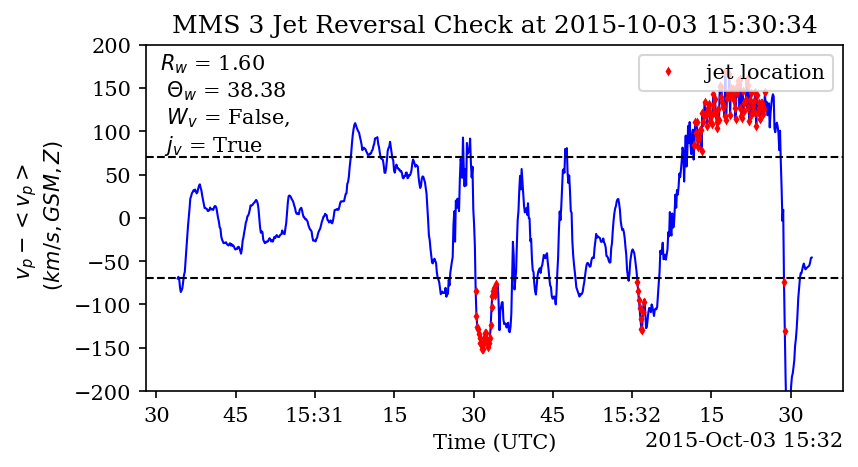 MMS 3 Jet Reversal Check at 2015-10-03 15:30:34
R_w = 1.60
Θ_w = 38.38
W_v = False,
j_v = True
jet location
v_p − < v_p >
(km/s, GSM, Z)
200
150
100
50
0
−50
−100
−150
−200
30 45 15:31 15 30 45 15:32 15 30
Time (UTC)
2015-Oct-03 15:32